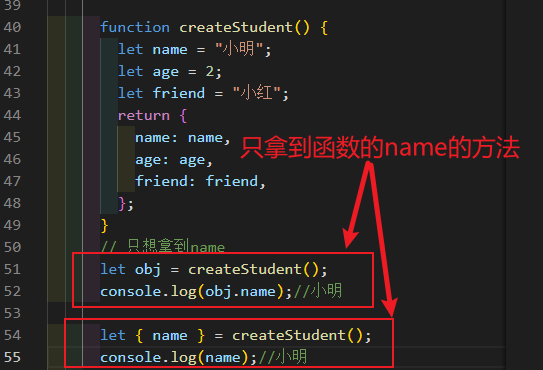 39
40 function createStudent() {
41 let name = "小明";
42 let age = 2;
43 let friend = "小红";
44 return {
45 name: name,
46 age: age,
47 friend: friend,
48 };
49 }
50 // 只想拿到name
51 let obj = createStudent();
52 console.log(obj.name);//小明
53
54 let { name } = createStudent();
55 console.log(name);//小明
只拿到函数的name的方法